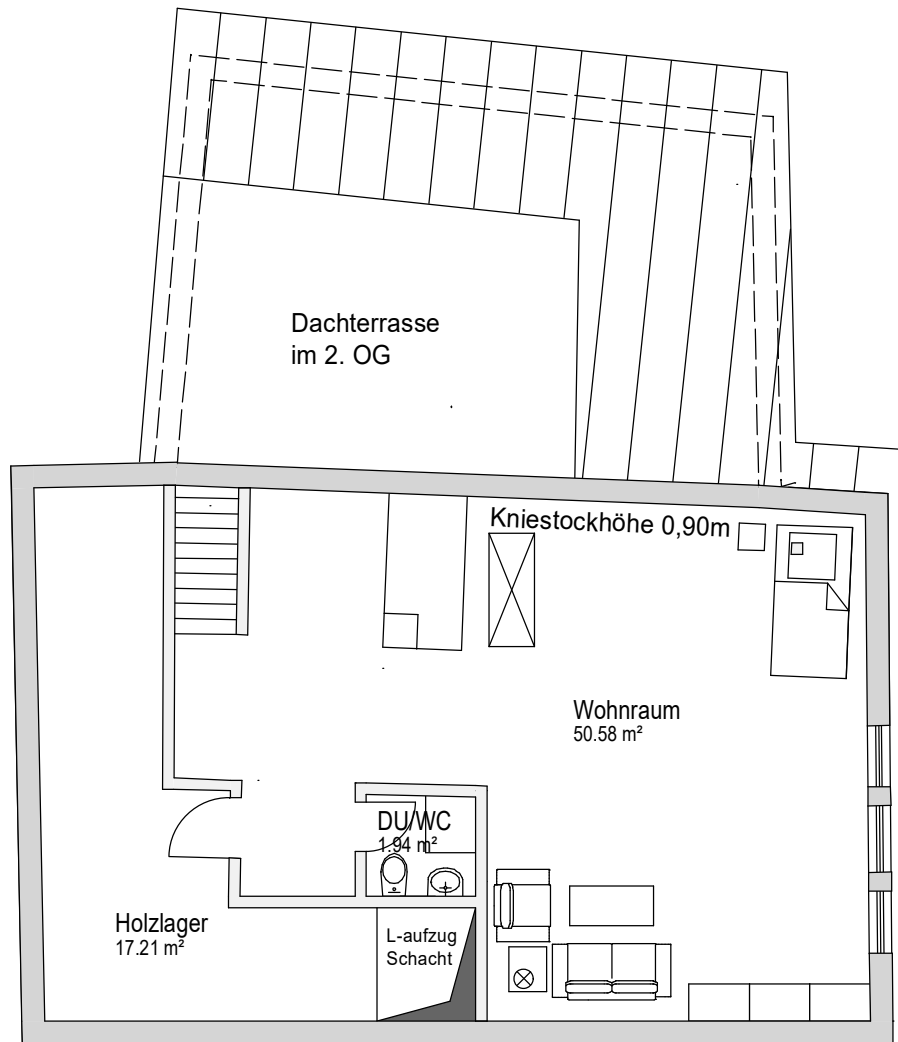 Dachterrasse
im 2. OG
Kniestockhöhe 0,90m
Wohnraum
50.58 m²
DU/WC
1.94 m²
Holzlager
17.21 m²
L-aufzug
Schacht